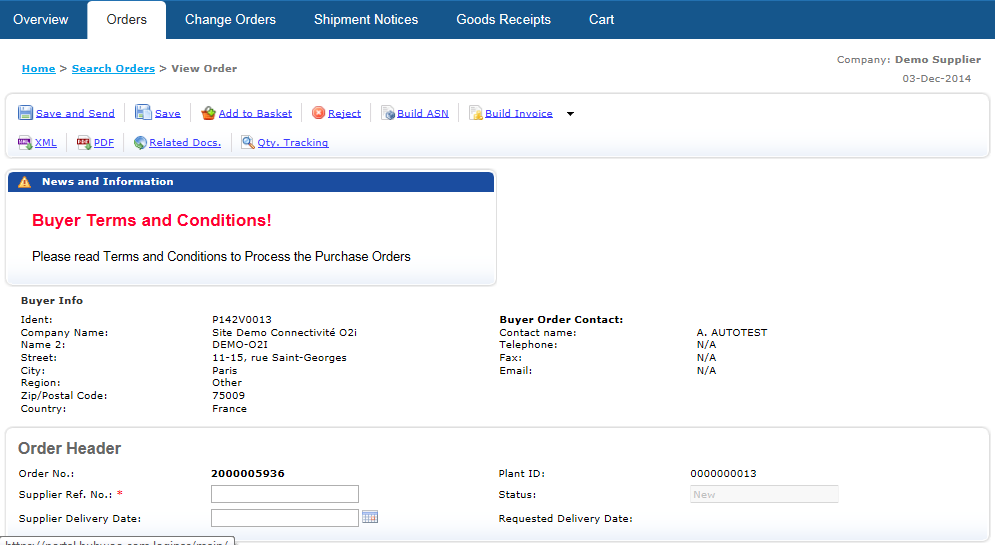 Overview Orders Change Orders Shipment Notices Goods Receipts Cart
Home > Search Orders > View Order
Company: Demo Supplier
03-Dec-2014
Save and Send Save Add to Basket Reject Build ASN Build Invoice
XML PDF Related Docs. Qty. Tracking
News and Information
Buyer Terms and Conditions!
Please read Terms and Conditions to Process the Purchase Orders
Buyer Info
Ident: P142V0013
Company Name: Site Demo Connectivité O2i
Name 2: DEMO-O2I
Street: 11-15, rue Saint-Georges
City: Paris
Region: Other
Zip/Postal Code: 75009
Country: France
Buyer Order Contact:
Contact name: A. AUTOTEST
Telephone: N/A
Fax: N/A
Email: N/A
Order Header
Order No.: 2000005936 Plant ID: 0000000013
Supplier Ref. No.: * Status: New
Supplier Delivery Date: Requested Delivery Date: